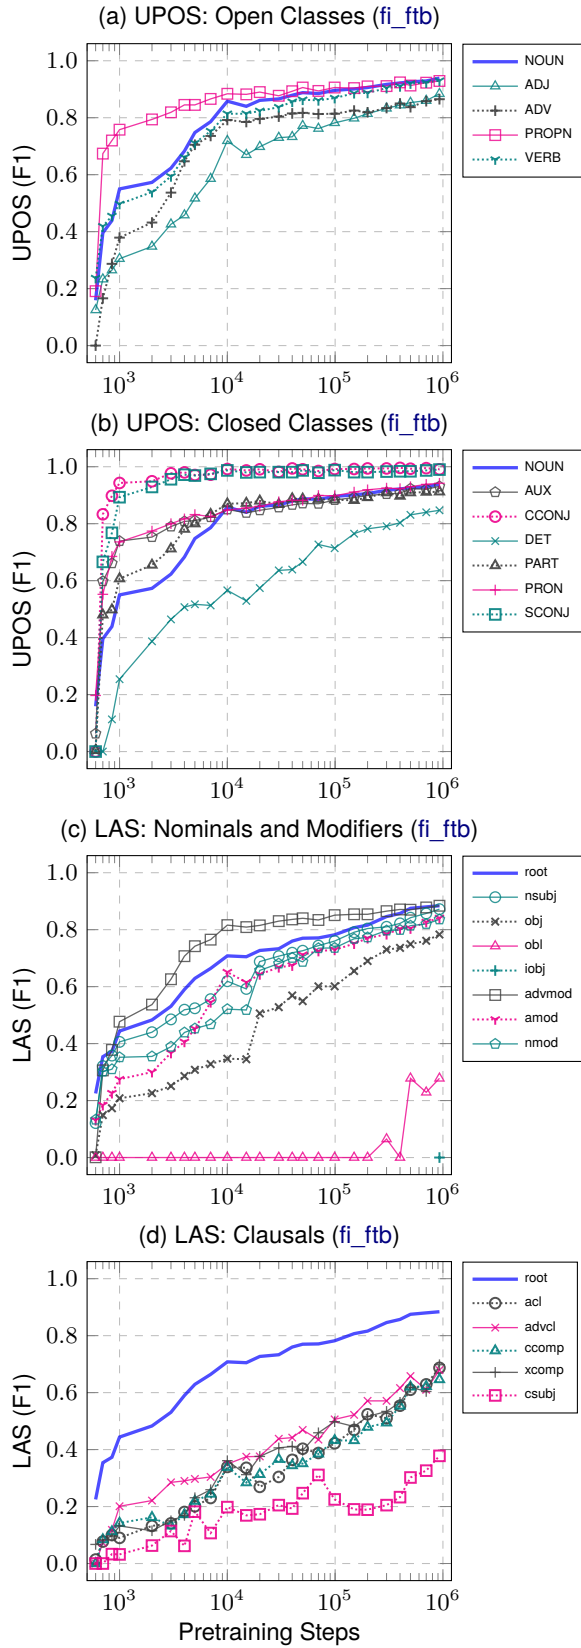 (a) UPOS: Open Classes (fi_ftb)
UPOS (F1)
1.0
0.8
0.6
0.4
0.2
0.0
10^3
10^4
10^5
10^6
NOUN
ADJ
ADV
PROPN
VERB
(b) UPOS: Closed Classes (fi_ftb)
UPOS (F1)
1.0
0.8
0.6
0.4
0.2
0.0
10^3
10^4
10^5
10^6
NOUN
AUX
CCONJ
DET
PART
PRON
SCONJ
(c) LAS: Nominals and Modifiers (fi_ftb)
LAS (F1)
1.0
0.8
0.6
0.4
0.2
0.0
10^3
10^4
10^5
10^6
root
nsubj
obj
obl
iobj
advmod
amod
nmod
(d) LAS: Clausals (fi_ftb)
LAS (F1)
1.0
0.8
0.6
0.4
0.2
0.0
10^3
10^4
10^5
10^6
Pretraining Steps
root
acl
advcl
ccomp
xcomp
csubj